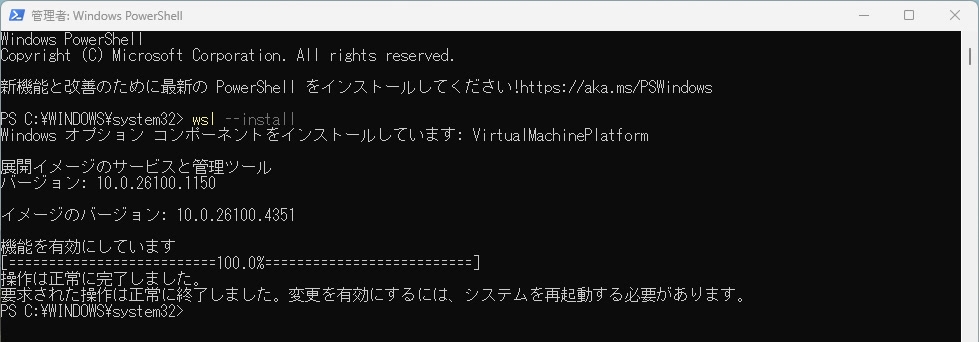 管理者: Windows PowerShell
Windows PowerShell
Copyright (C) Microsoft Corporation. All rights reserved.
新機能と改善のために最新の PowerShell をインストールしてください!https://aka.ms/PSWindows
PS C:¥WINDOWS¥system32> wsl --install
Windows オプション コンポーネントをインストールしています: VirtualMachinePlatform
展開イメージのサービスと管理ツール
バージョン: 10.0.26100.1150
イメージのバージョン: 10.0.26100.4351
機能を有効にしています
[==========================100.0%==========================]
操作は正常に完了しました。
要求された操作は正常に終了しました。変更を有効にするには、システムを再起動する必要があります。
PS C:¥WINDOWS¥system32>